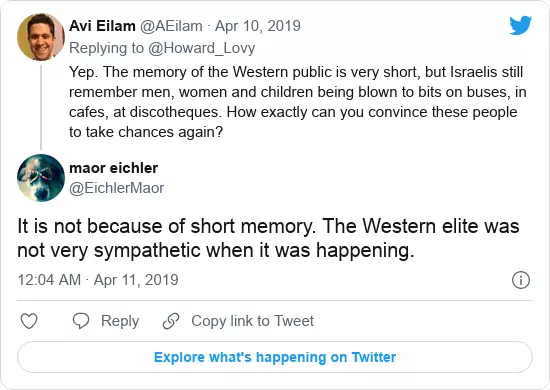 Avi Eilam @AEilam · Apr 10, 2019
Replying to @Howard_Lovy
Yep. The memory of the Western public is very short, but Israelis still
remember men, women and children being blown to bits on buses, in
cafes, at discotheques. How exactly can you convince these people
to take chances again?
maor eichler
@EichlerMaor
It is not because of short memory. The Western elite was
not very sympathetic when it was happening.
12:04 AM · Apr 11, 2019
Reply Copy link to Tweet
Explore what's happening on Twitter